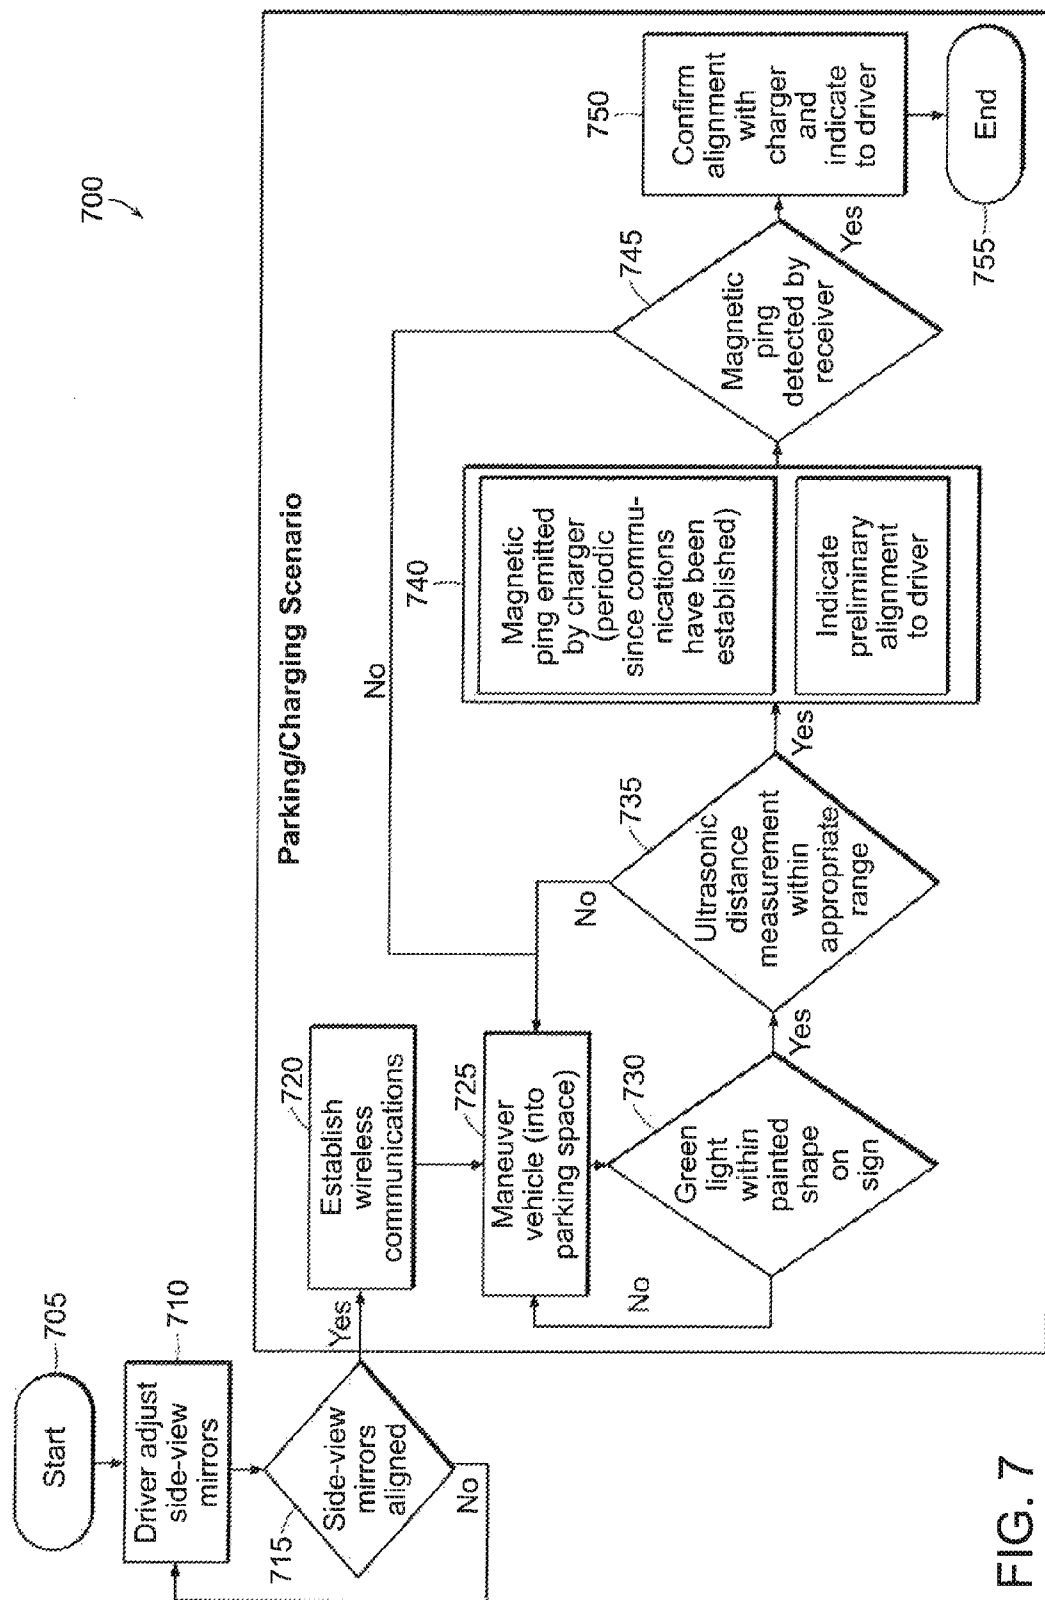 700
Start
705
Driver adjust
side-view
mirrors
710
Side-view
mirrors
aligned
715
No
Yes
Parking/Charging Scenario
Establish
wireless
communications
720
Maneuver
vehicle (into
parking space)
725
Green
light within
painted
shape
on
sign
730
No
Yes
Ultrasonic
distance
measurement
within
appropriate
range
735
No
Yes
740
Magnetic
ping emitted
by charger
(periodic
since commu-
nications
have been
established)
Indicate
preliminary
alignment
to driver
Magnetic
ping
detected by
receiver
745
No
Yes
Confirm
alignment
with
charger
and
indicate
to driver
750
End
755
FIG. 7